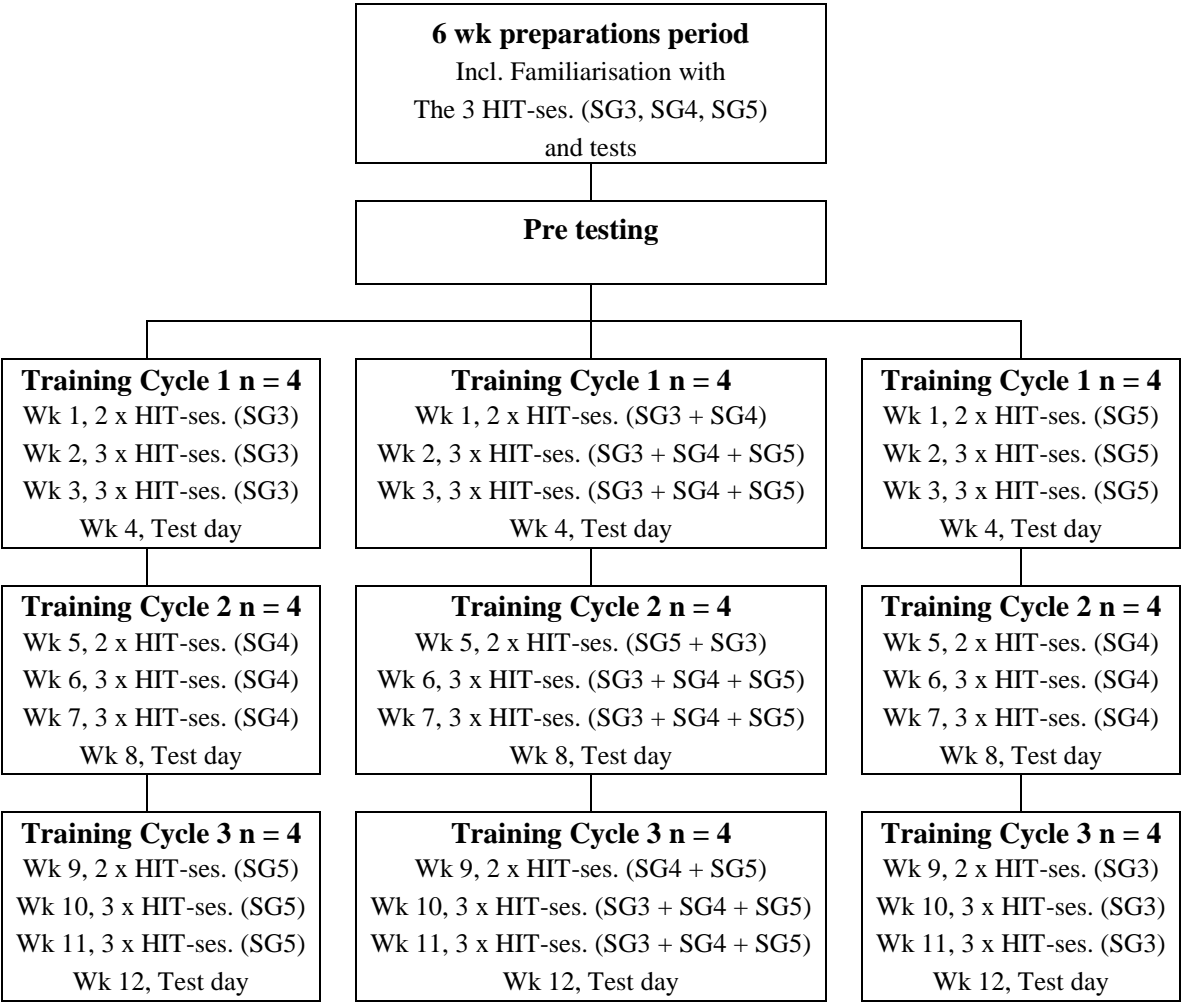 6 wk preparations period
Incl. Familiarisation with
The 3 HIT-ses. (SG3, SG4, SG5)
and tests
Pre testing
Training Cycle 1 n = 4
Wk 1, 2 x HIT-ses. (SG3)
Wk 2, 3 x HIT-ses. (SG3)
Wk 3, 3 x HIT-ses. (SG3)
Wk 4, Test day
Training Cycle 1 n = 4
Wk 1, 2 x HIT-ses. (SG3 + SG4)
Wk 2, 3 x HIT-ses. (SG3 + SG4 + SG5)
Wk 3, 3 x HIT-ses. (SG3 + SG4 + SG5)
Wk 4, Test day
Training Cycle 1 n = 4
Wk 1, 2 x HIT-ses. (SG5)
Wk 2, 3 x HIT-ses. (SG5)
Wk 3, 3 x HIT-ses. (SG5)
Wk 4, Test day
Training Cycle 2 n = 4
Wk 5, 2 x HIT-ses. (SG4)
Wk 6, 3 x HIT-ses. (SG4)
Wk 7, 3 x HIT-ses. (SG4)
Wk 8, Test day
Training Cycle 2 n = 4
Wk 5, 2 x HIT-ses. (SG5 + SG3)
Wk 6, 3 x HIT-ses. (SG3 + SG4 + SG5)
Wk 7, 3 x HIT-ses. (SG3 + SG4 + SG5)
Wk 8, Test day
Training Cycle 2 n = 4
Wk 5, 2 x HIT-ses. (SG4)
Wk 6, 3 x HIT-ses. (SG4)
Wk 7, 3 x HIT-ses. (SG4)
Wk 8, Test day
Training Cycle 3 n = 4
Wk 9, 2 x HIT-ses. (SG5)
Wk 10, 3 x HIT-ses. (SG5)
Wk 11, 3 x HIT-ses. (SG5)
Wk 12, Test day
Training Cycle 3 n = 4
Wk 9, 2 x HIT-ses. (SG4 + SG5)
Wk 10, 3 x HIT-ses. (SG3 + SG4 + SG5)
Wk 11, 3 x HIT-ses. (SG3 + SG4 + SG5)
Wk 12, Test day
Training Cycle 3 n = 4
Wk 9, 2 x HIT-ses. (SG3)
Wk 10, 3 x HIT-ses. (SG3)
Wk 11, 3 x HIT-ses. (SG3)
Wk 12, Test day